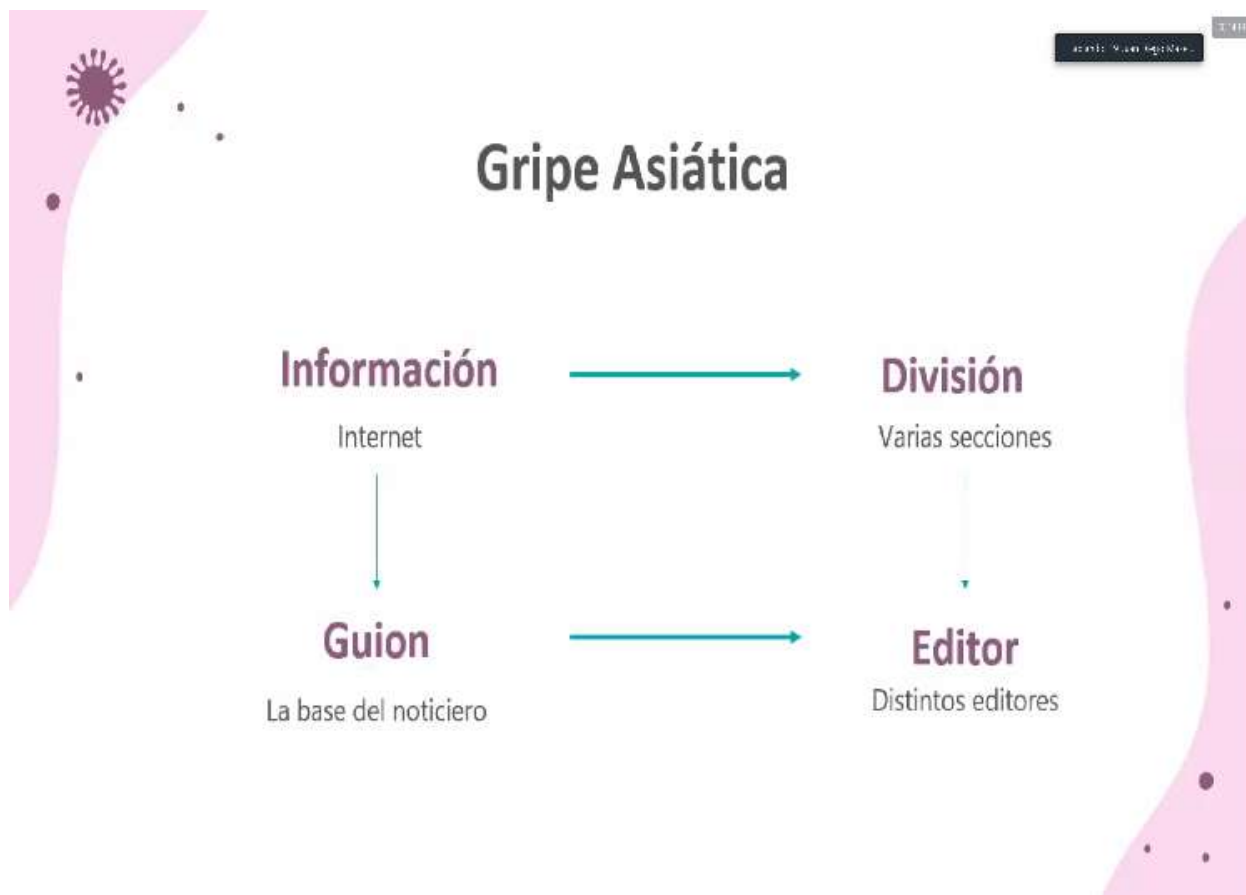 Gripe Asiática
Información
División
Internet
Varias secciones
Guion
Editor
La base del noticiero
Distintos editores